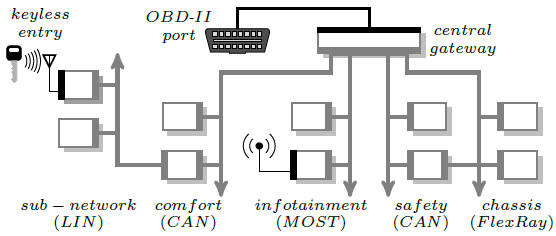 keyless
entry
OBD-II
port
central
gateway
sub − network
(LIN)
comfort
(CAN)
infotainment
(MOST)
safety
(CAN)
chassis
(FlexRay)